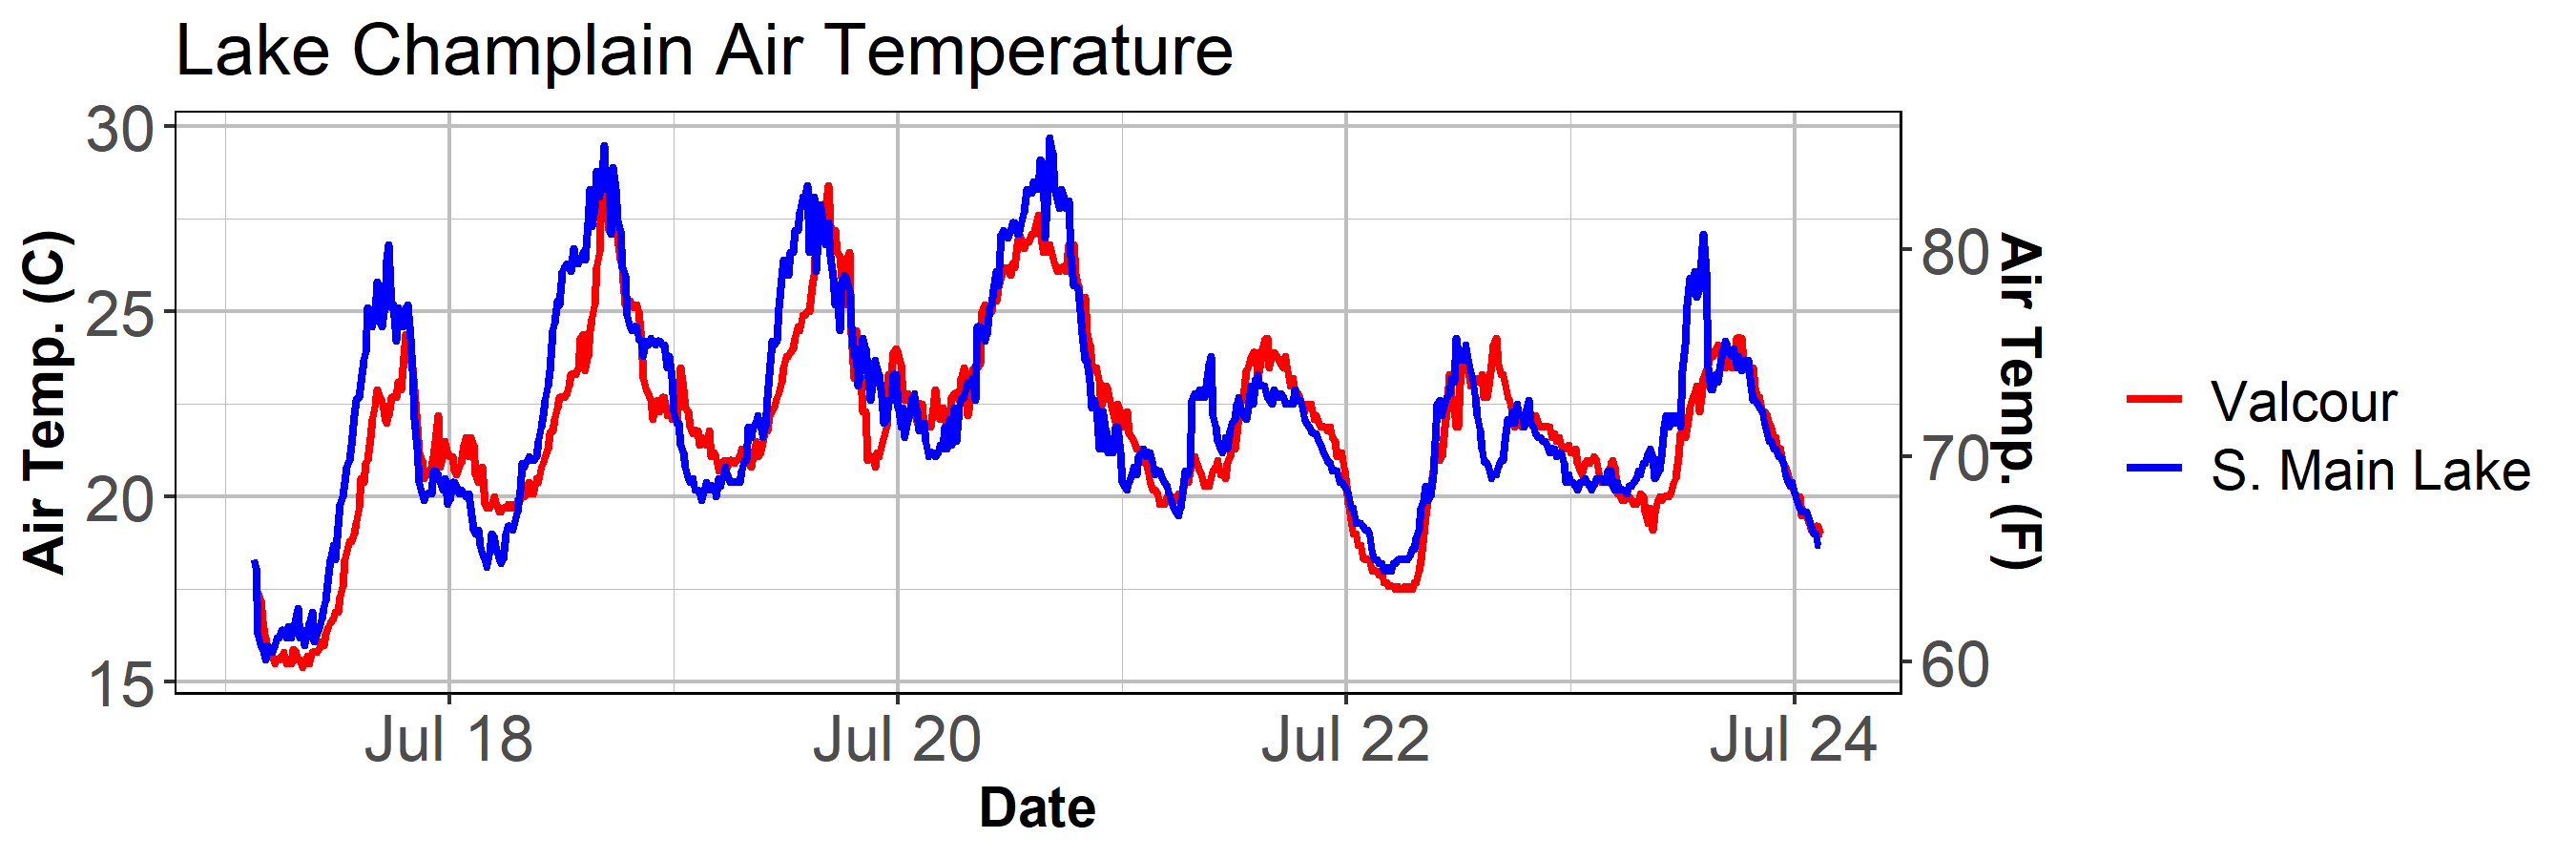 Lake Champlain Air Temperature
Air Temp. (C)
30
25
20
15
Air Temp. (F)
80
70
60
Jul 18
Jul 20
Jul 22
Jul 24
Date
Valcour
S. Main Lake